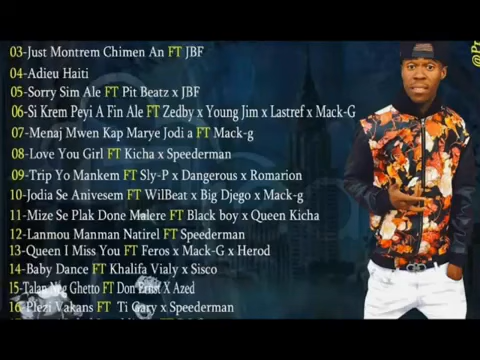 03-Just Montrem Chimen An FT JBF
04-Adieu Haiti
05-Sorry Sim Ale FT Pit Beatz x JBF
06-Si Krem Peyi A Fin Ale FT Zedby x Young Jim x Lastref x Mack-G
07-Menaj Mwen Kap Marye Jodi a FT Mack-g
08-Love You Girl FT Kicha x Speederman
09-Trip Yo Mankem FT Sly-P x Dangerous x Romarion
10-Jodia Se Anivesem FT WilBeat x Big Djego x Mack-g
11-Mize Se Plak Done Malere FT Black boy x Queen Kicha
12-Lanmou Manman Natirel FT Speederman
13-Queen I Miss You FT Feros x Mack-G x Herod
14-Baby Dance FT Khalifa Vialy x Sisco
15-Talan Neg Ghetto FT Don Ernst X Azed
16-Plezi Vakans FT Ti Gary x Speederman